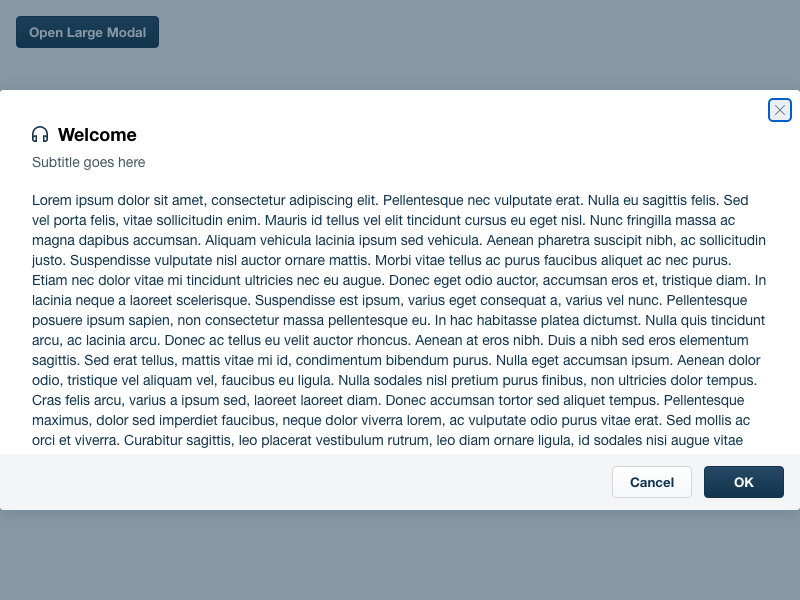 Open Large Modal
Welcome
Subtitle goes here
Lorem ipsum dolor sit amet, consectetur adipiscing elit. Pellentesque nec vulputate erat. Nulla eu sagittis felis. Sed
vel porta felis, vitae sollicitudin enim. Mauris id tellus vel elit tincidunt cursus eu eget nisl. Nunc fringilla massa ac
magna dapibus accumsan. Aliquam vehicula lacinia ipsum sed vehicula. Aenean pharetra suscipit nibh, ac sollicitudin
justo. Suspendisse vulputate nisl auctor ornare mattis. Morbi vitae tellus ac purus faucibus aliquet ac nec purus.
Etiam nec dolor vitae mi tincidunt ultricies nec eu augue. Donec eget odio auctor, accumsan eros et, tristique diam. In
lacinia neque a laoreet scelerisque. Suspendisse est ipsum, varius eget consequat a, varius vel nunc. Pellentesque
posuere ipsum sapien, non consectetur massa pellentesque eu. In hac habitasse platea dictumst. Nulla quis tincidunt
arcu, ac lacinia arcu. Donec ac tellus eu velit auctor rhoncus. Aenean at eros nibh. Duis a nibh sed eros elementum
sagittis. Sed erat tellus, mattis vitae mi id, condimentum bibendum purus. Nulla eget accumsan ipsum. Aenean dolor
odio, tristique vel aliquam vel, faucibus eu ligula. Nulla sodales nisl pretium purus finibus, non ultricies dolor tempus.
Cras felis arcu, varius a ipsum sed, laoreet laoreet diam. Donec accumsan tortor sed aliquet tempus. Pellentesque
maximus, dolor sed imperdiet faucibus, neque dolor viverra lorem, ac vulputate odio purus vitae erat. Sed mollis ac
orci et viverra. Curabitur sagittis, leo placerat vestibulum rutrum, leo diam ornare ligula, id sodales nisi augue vitae
Cancel
OK